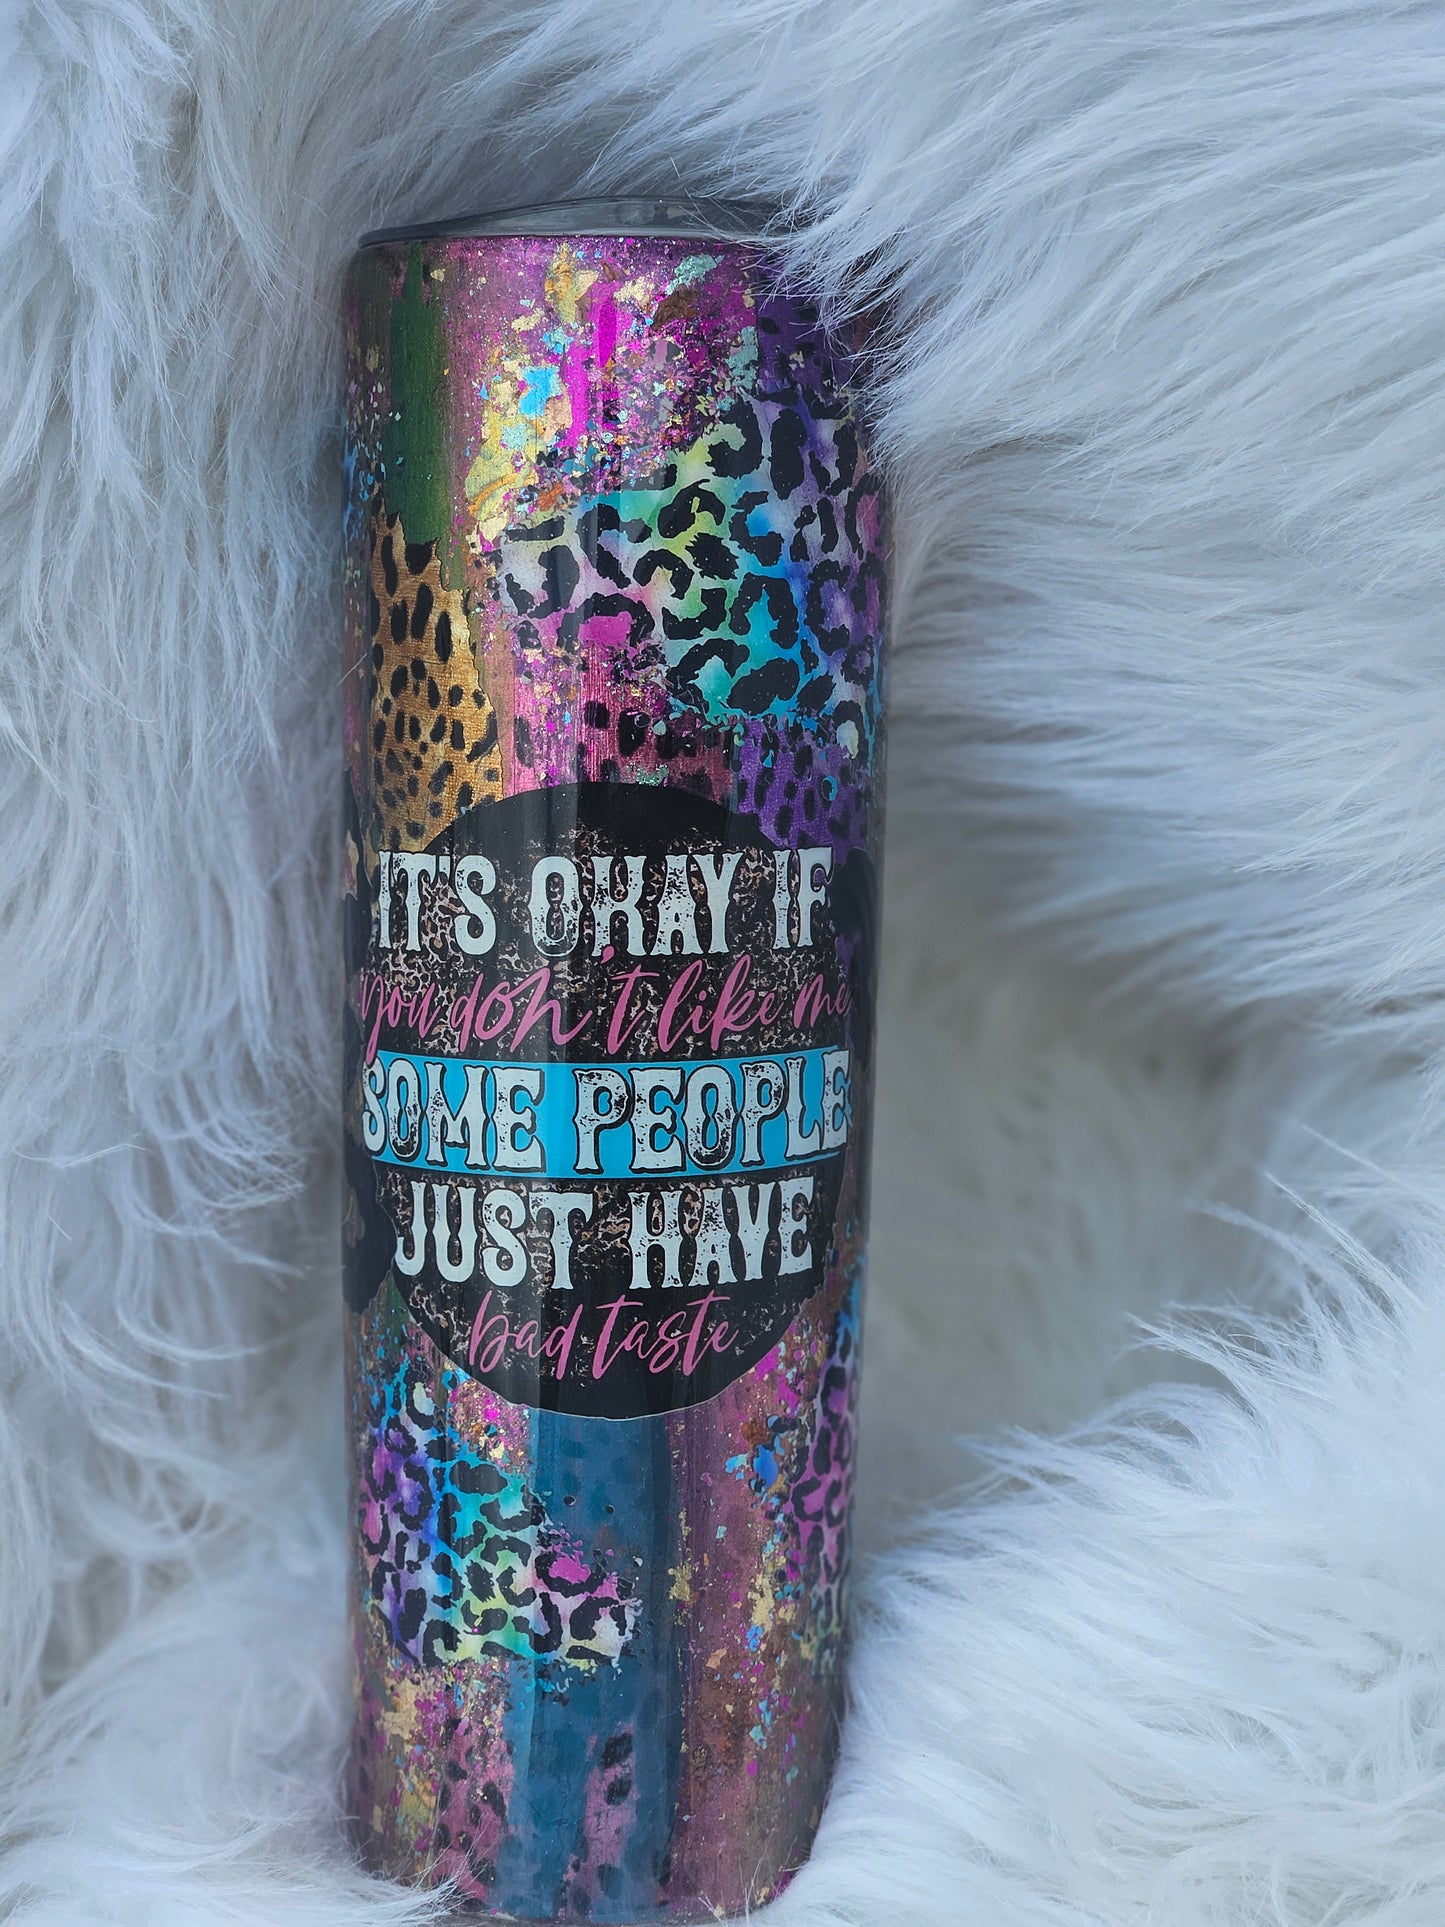 IT'S OKAY IF
you don't like me
SOME PEOPLE
JUST HAVE
bad taste